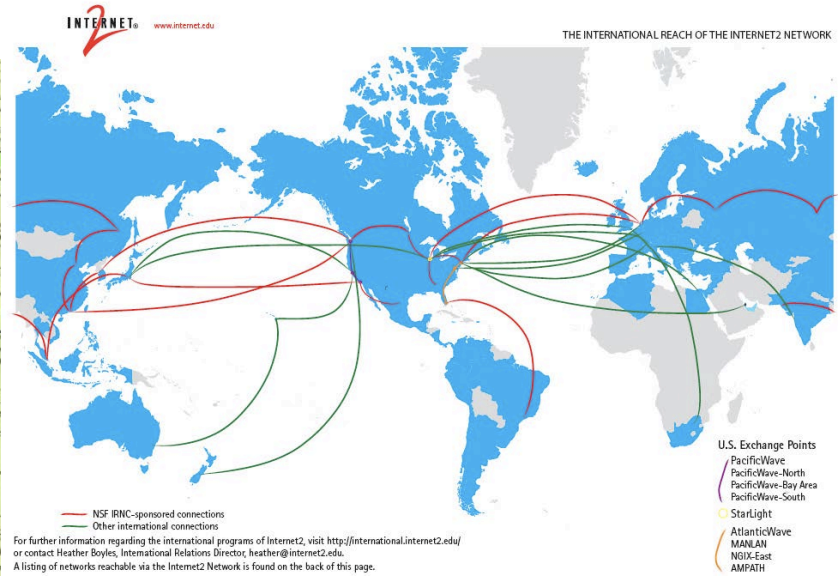 INTERNET®
2
www.internet.edu
THE INTERNATIONAL REACH OF THE INTERNET2 NETWORK
U.S. Exchange Points
PacificWave
PacificWave-North
PacificWave-Bay Area
PacificWave-South
StarLight
AtlanticWave
MANLAN
NGIX-East
AMPATH
NSF IRNC-sponsored connections
Other international connections
For further information regarding the international programs of Internet2, visit http://international.internet2.edu/
or contact Heather Boyles, International Relations Director, heather@internet2.edu.
A listing of networks reachable via the Internet2 Network is found on the back of this page.